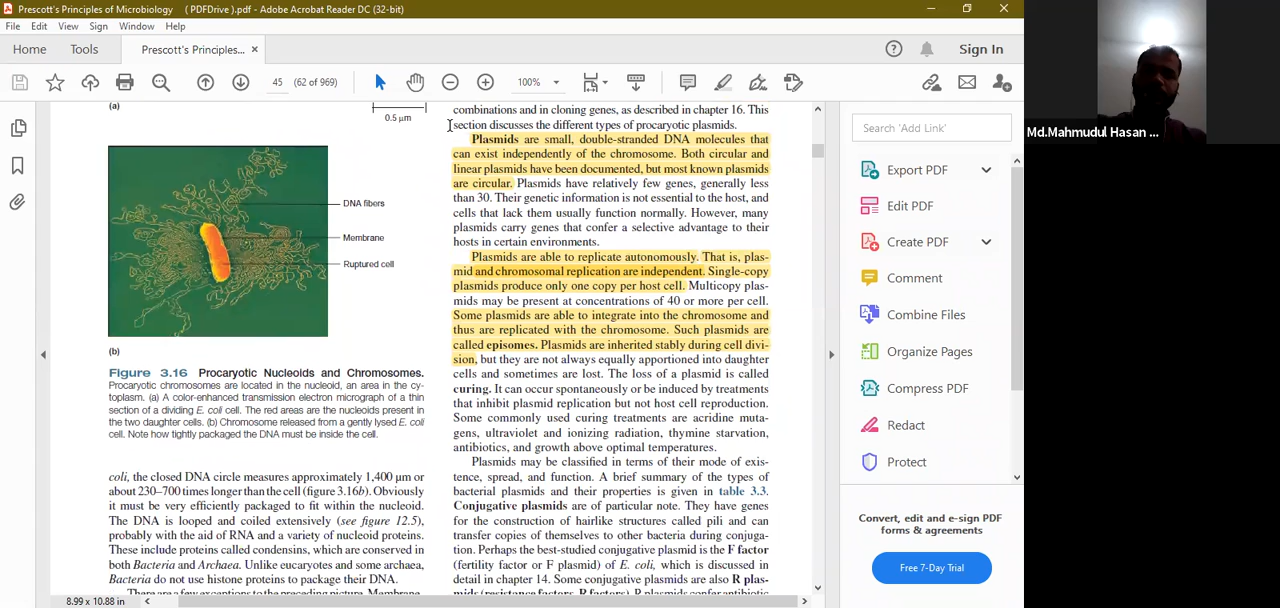 Prescott's Principles of Microbiology ( PDFDrive ).pdf - Adobe Acrobat Reader DC (32-bit)
File Edit View Sign Window Help
Home Tools Prescott's Principles... × Sign In
45 (62 of 969) 100%
(a)
0.5 μm
DNA fibers
Membrane
Ruptured cell
(b)
Figure 3.16 Procaryotic Nucleoids and Chromosomes.
Procaryotic chromosomes are located in the nucleoid, an area in the cy-
toplasm. (a) A color-enhanced transmission electron micrograph of a thin
section of a dividing E. coli cell. The red areas are the nucleoids present in
the two daughter cells. (b) Chromosome released from a gently lysed E. coli
cell. Note how tightly packaged the DNA must be inside the cell.
coli, the closed DNA circle measures approximately 1,400 μm or
about 230–700 times longer than the cell (figure 3.16b). Obviously
it must be very efficiently packaged to fit within the nucleoid.
The DNA is looped and coiled extensively (see figure 12.5),
probably with the aid of RNA and a variety of nucleoid proteins.
These include proteins called condensins, which are conserved in
both Bacteria and Archaea. Unlike eucaryotes and some archaea,
Bacteria do not use histone proteins to package their DNA.
There are a few exceptions to the preceding picture. Membrane
combinations and in cloning genes, as described in chapter 16. This
section discusses the different types of procaryotic plasmids.
Plasmids are small, double-stranded DNA molecules that
can exist independently of the chromosome. Both circular and
linear plasmids have been documented, but most known plasmids
are circular. Plasmids have relatively few genes, generally less
than 30. Their genetic information is not essential to the host, and
cells that lack them usually function normally. However, many
plasmids carry genes that confer a selective advantage to their
hosts in certain environments.
Plasmids are able to replicate autonomously. That is, plas-
mid and chromosomal replication are independent. Single-copy
plasmids produce only one copy per host cell. Multicopy plas-
mids may be present at concentrations of 40 or more per cell.
Some plasmids are able to integrate into the chromosome and
thus are replicated with the chromosome. Such plasmids are
called episomes. Plasmids are inherited stably during cell divi-
sion, but they are not always equally apportioned into daughter
cells and sometimes are lost. The loss of a plasmid is called
curing. It can occur spontaneously or be induced by treatments
that inhibit plasmid replication but not host cell reproduction.
Some commonly used curing treatments are acridine muta-
gens, ultraviolet and ionizing radiation, thymine starvation,
antibiotics, and growth above optimal temperatures.
Plasmids may be classified in terms of their mode of exis-
tence, spread, and function. A brief summary of the types of
bacterial plasmids and their properties is given in table 3.3.
Conjugative plasmids are of particular note. They have genes
for the construction of hairlike structures called pili and can
transfer copies of themselves to other bacteria during conjuga-
tion. Perhaps the best-studied conjugative plasmid is the F factor
(fertility factor or F plasmid) of E. coli, which is discussed in
detail in chapter 14. Some conjugative plasmids are also R plas-
mids (resistance factors, R factors). R plasmids confer antibiotic
8.99 x 10.88 in
Search 'Add Link'
Export PDF
Edit PDF
Create PDF
Comment
Combine Files
Organize Pages
Compress PDF
Redact
Protect
Convert, edit and e-sign PDF
forms & agreements
Free 7-Day Trial
Md.Mahmudul Hasan ...